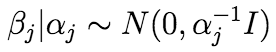 β_j|α_j ∼ N(0, α_j^{-1} I)